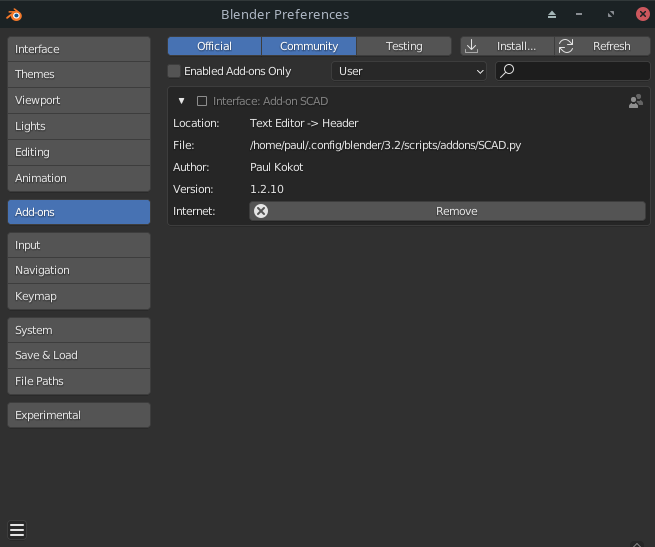 Blender Preferences
Interface
Themes
Viewport
Lights
Editing
Animation
Add-ons
Input
Navigation
Keymap
System
Save & Load
File Paths
Experimental
Official Community Testing Install... Refresh
Enabled Add-ons Only User
Interface: Add-on SCAD
Location: Text Editor -> Header
File: /home/paul/.config/blender/3.2/scripts/addons/SCAD.py
Author: Paul Kokot
Version: 1.2.10
Internet: Remove